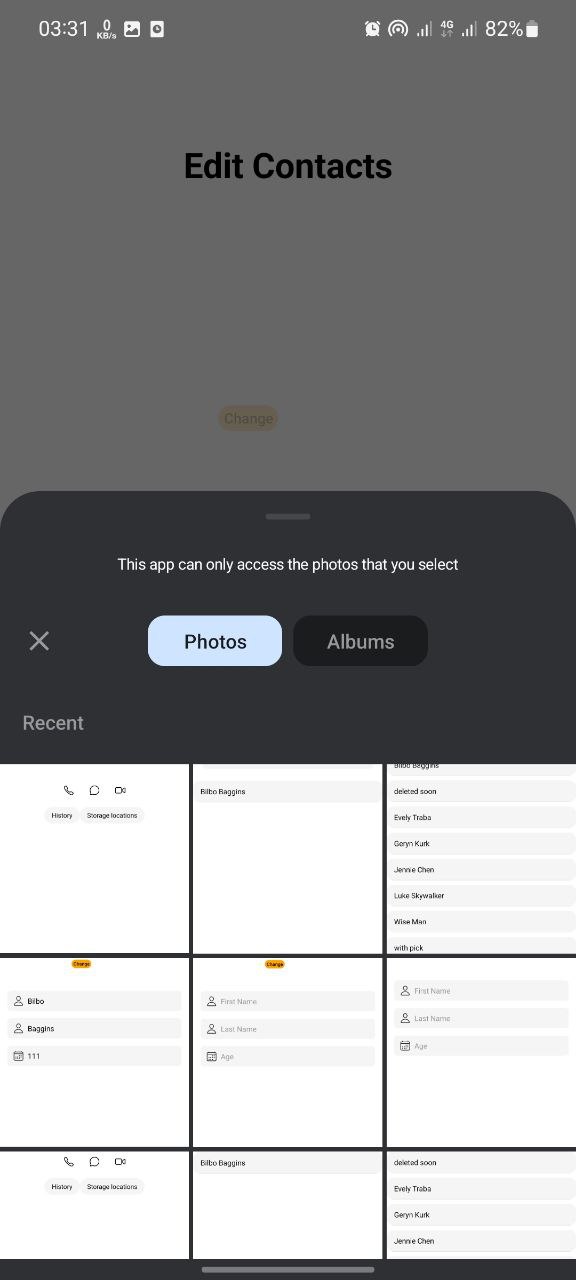 03:31 0 KB/s 4G 82%
Edit Contacts
Change
This app can only access the photos that you select
Photos Albums
Recent
History Storage locations
Bilbo Baggins
Bilbo Baggins
deleted soon
Evely Traba
Geryn Kurk
Jennie Chen
Luke Skywalker
Wise Man
with pick
Change
Bilbo
Baggins
111
Change
First Name
Last Name
Age
First Name
Last Name
Age
History Storage locations
Bilbo Baggins
deleted soon
Evely Traba
Geryn Kurk
Jennie Chen